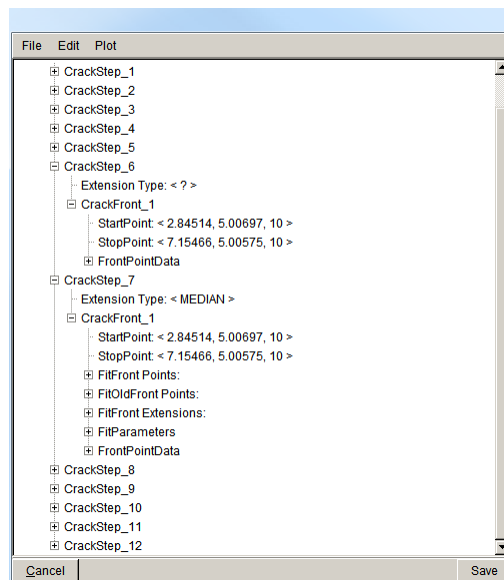 File Edit Plot
CrackStep_1
CrackStep_2
CrackStep_3
CrackStep_4
CrackStep_5
CrackStep_6
Extension Type: < ? >
CrackFront_1
StartPoint: < 2.84514, 5.00697, 10 >
StopPoint: < 7.15466, 5.00575, 10 >
FrontPointData
CrackStep_7
Extension Type: < MEDIAN >
CrackFront_1
StartPoint: < 2.84514, 5.00697, 10 >
StopPoint: < 7.15466, 5.00575, 10 >
FitFront Points:
FitOldFront Points:
FitFront Extensions:
FitParameters
FrontPointData
CrackStep_8
CrackStep_9
CrackStep_10
CrackStep_11
CrackStep_12
Cancel Save